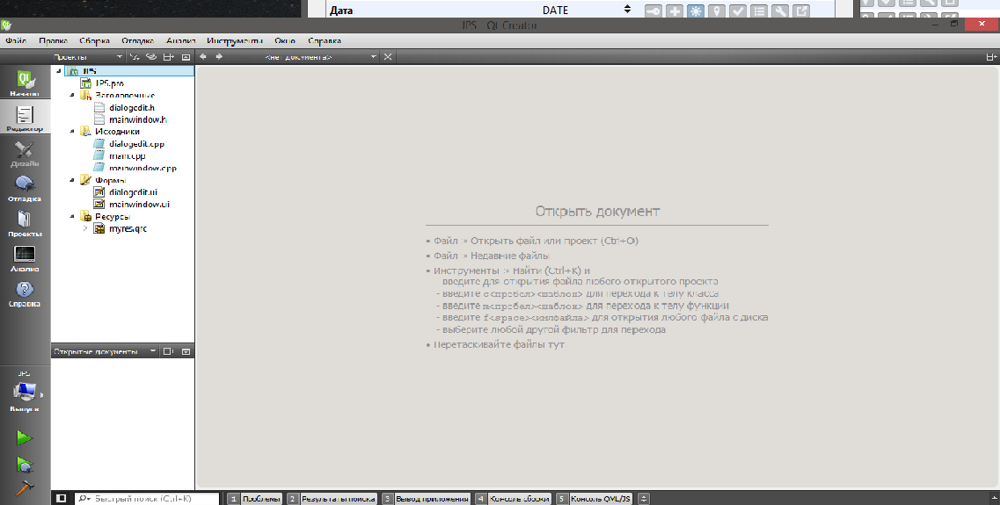 Дата DATE
JPS - Qt Creator
Файл Правка Сборка Отладка Анализ Инструменты Окно Справка
Проекты <нет документа>
Начало
Редактор
Дизайн
Отладка
Проекты
Анализ
Справка
JPS
JPS.pro
Заголовочные
dialogedit.h
mainwindow.h
Исходники
dialogedit.cpp
main.cpp
mainwindow.cpp
Формы
dialogedit.ui
mainwindow.ui
Ресурсы
myres.qrc
Открыть документ
• Файл > Открыть файл или проект (Ctrl+O)
• Файл > Недавние файлы
• Инструменты > Найти (Ctrl+K) и
- введите для открытия файла любого открытого проекта
- введите c<пробел><шаблон> для перехода к телу класса
- введите m<пробел><шаблон> для перехода к телу функции
- введите f<space><имяфайла> для открытия любого файла с диска
- выберите любой другой фильтр для перехода
• Перетаскивайте файлы тут
Открытые документы
JPS
Выпуск
Быстрый поиск (Ctrl+K)
1 Проблемы 2 Результаты поиска 3 Вывод приложения 4 Консоль сборки 5 Консоль QML/JS